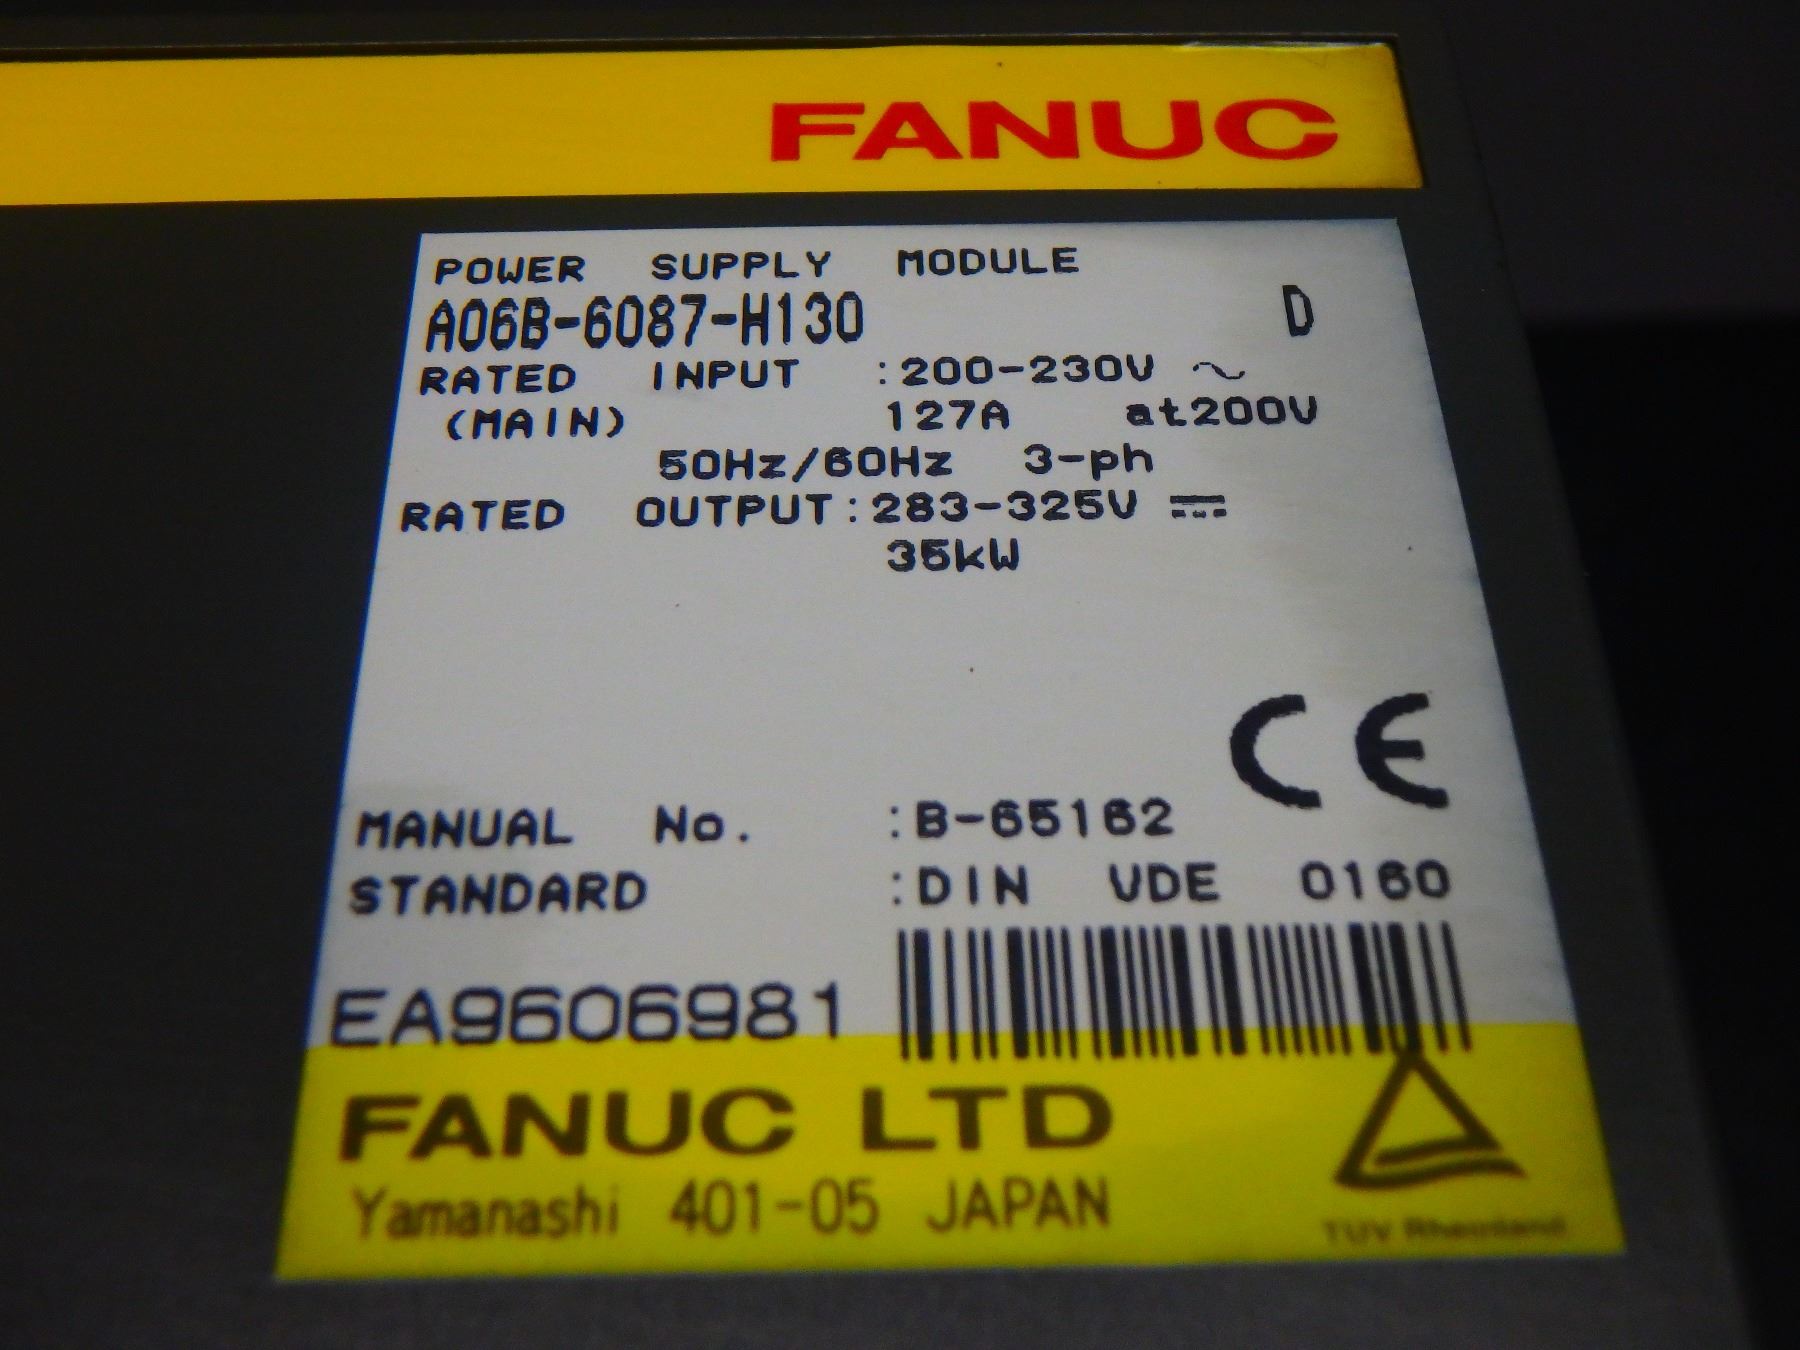 FANUC
POWER SUPPLY MODULE
A06B-6087-H130 D
RATED INPUT :200-230V ~
(MAIN) 127A at200V
50Hz/60Hz 3-ph
RATED OUTPUT:283-325V ⎓
35kW
CE
MANUAL No. :B-65162
STANDARD :DIN VDE 0160
EA9606981
FANUC LTD
Yamanashi 401-05 JAPAN
TUV Rheinland